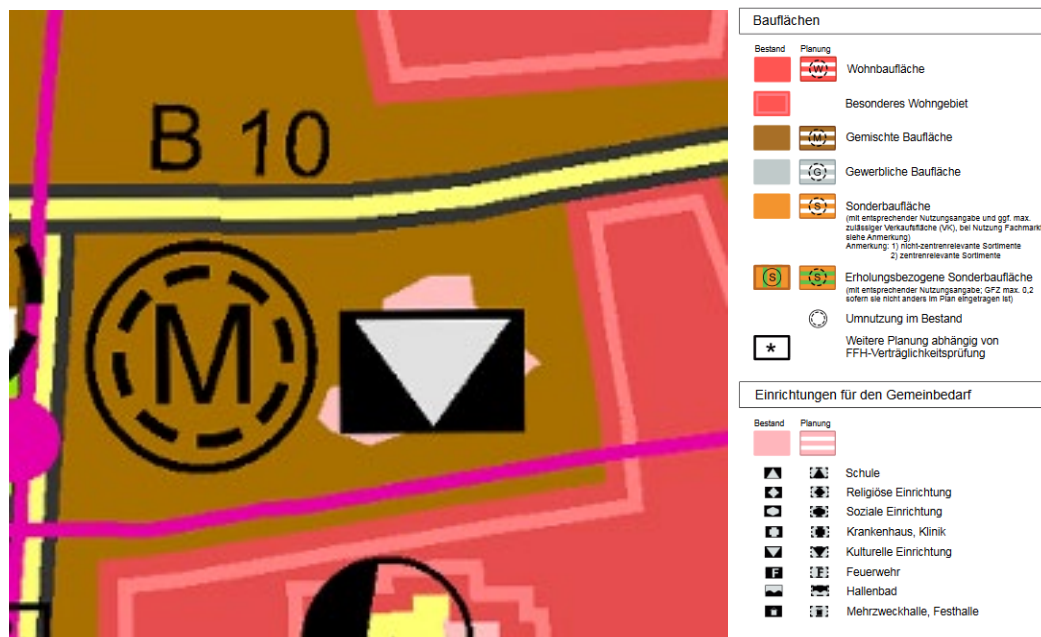 B 10
M
Bauflächen
Bestand Planung
W Wohnbaufläche
Besonderes Wohngebiet
M Gemischte Baufläche
G Gewerbliche Baufläche
S Sonderbaufläche
(mit entsprechender Nutzungsangabe und ggf. max.
zulässiger Verkaufsfläche (VK), bei Nutzung Fachmarkt
siehe Anmerkung)
Anmerkung: 1) nicht-zentrenrelevante Sortimente
2) zentrenrelevante Sortimente
S S Erholungsbezogene Sonderbaufläche
(mit entsprechender Nutzungsangabe; GFZ max. 0,2
sofern sie nicht anders im Plan eingetragen ist)
Umnutzung im Bestand
* Weitere Planung abhängig von
FFH-Verträglichkeitsprüfung
Einrichtungen für den Gemeinbedarf
Bestand Planung
Schule
Religiöse Einrichtung
Soziale Einrichtung
Krankenhaus, Klinik
Kulturelle Einrichtung
F F Feuerwehr
Hallenbad
Mehrzweckhalle, Festhalle